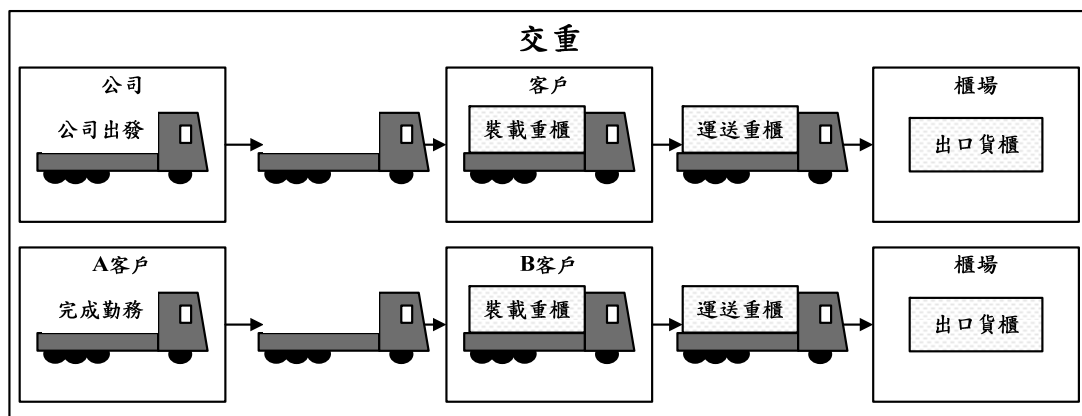 交重
公司
公司出發
客戶
裝載重櫃
運送重櫃
櫃場
出口貨櫃
A客戶
完成勤務
B客戶
裝載重櫃
運送重櫃
櫃場
出口貨櫃